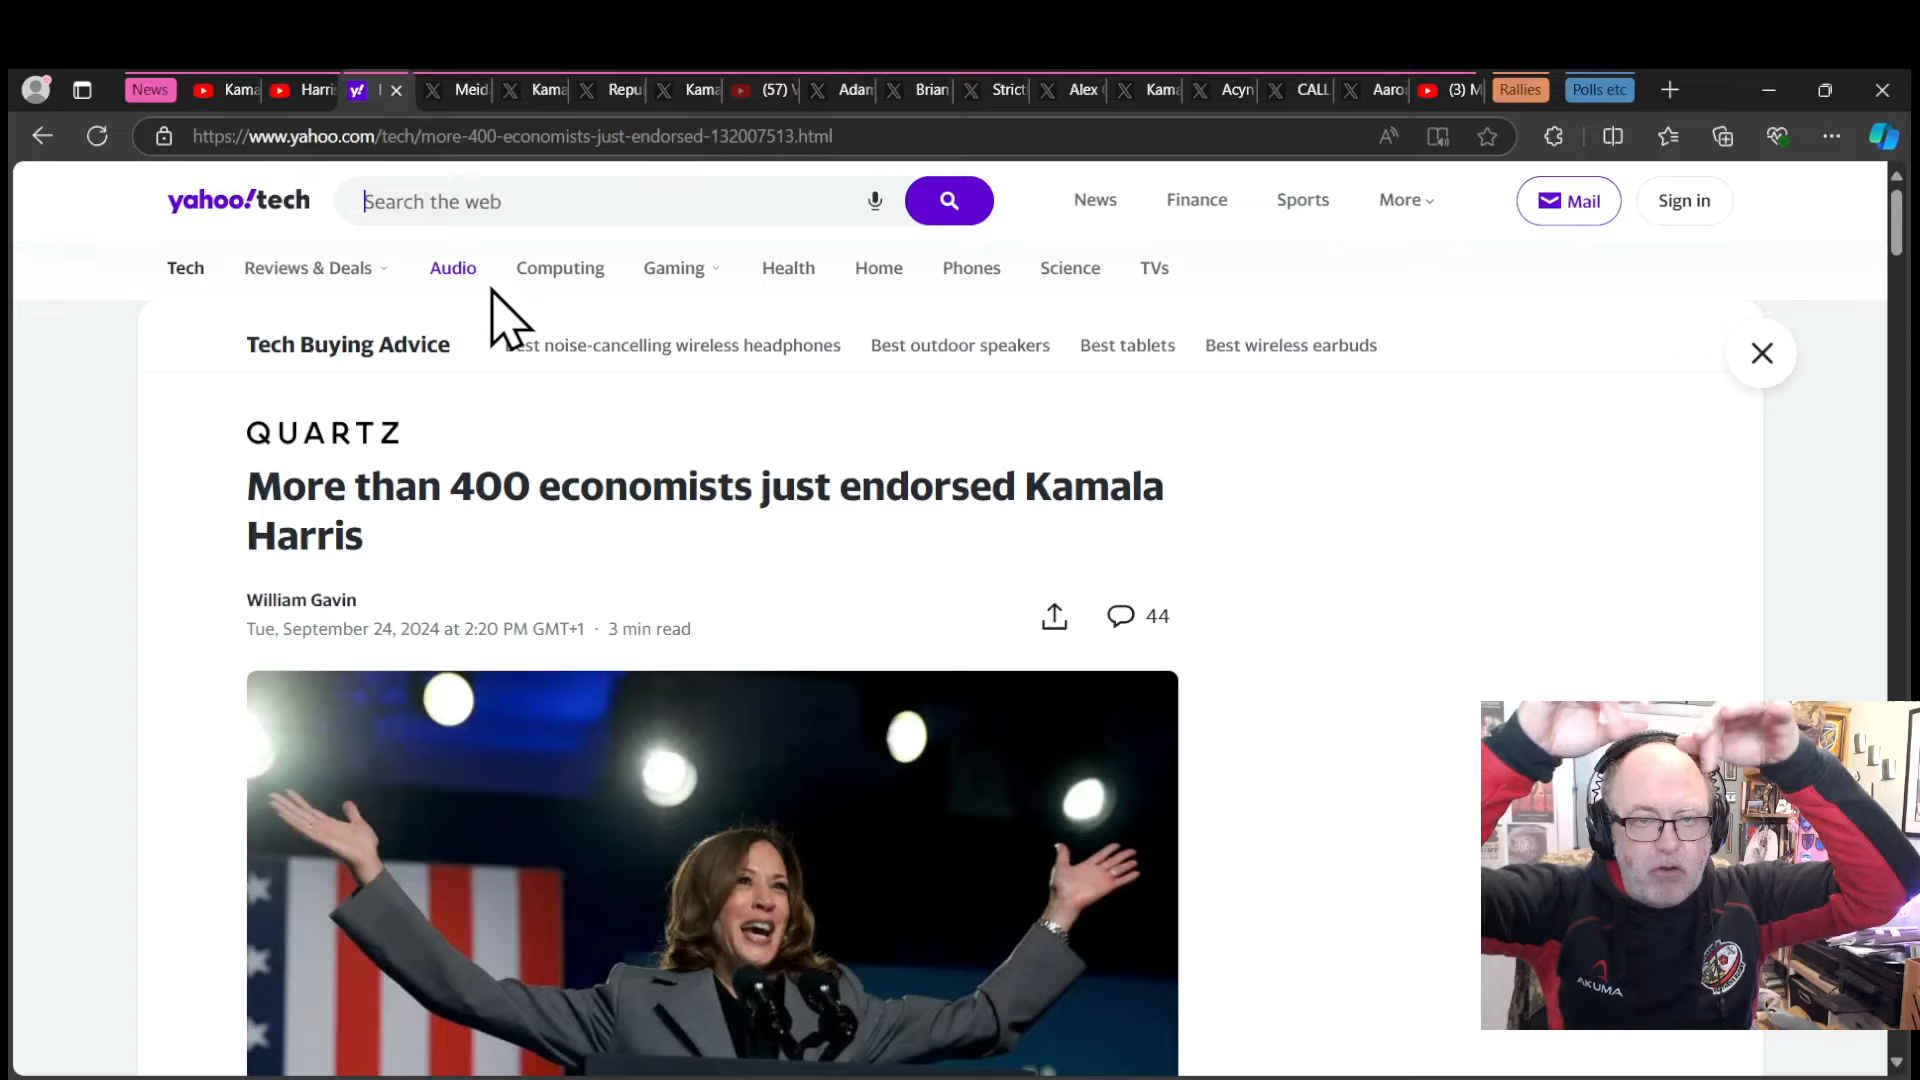 News Kama Harris Meid Kama Repu Kama (57) V Adam Brian Strict Alex Kama Acyn CALL Aaro (3) M Rallies Polls etc
https://www.yahoo.com/tech/more-400-economists-just-endorsed-132007513.html
yahoo!tech Search the web News Finance Sports More Mail Sign in
Tech Reviews & Deals Audio Computing Gaming Health Home Phones Science TVs
Tech Buying Advice noise-cancelling wireless headphones Best outdoor speakers Best tablets Best wireless earbuds
QUARTZ
More than 400 economists just endorsed Kamala
Harris
William Gavin
Tue, September 24, 2024 at 2:20 PM GMT+1 · 3 min read
44
AKUMA